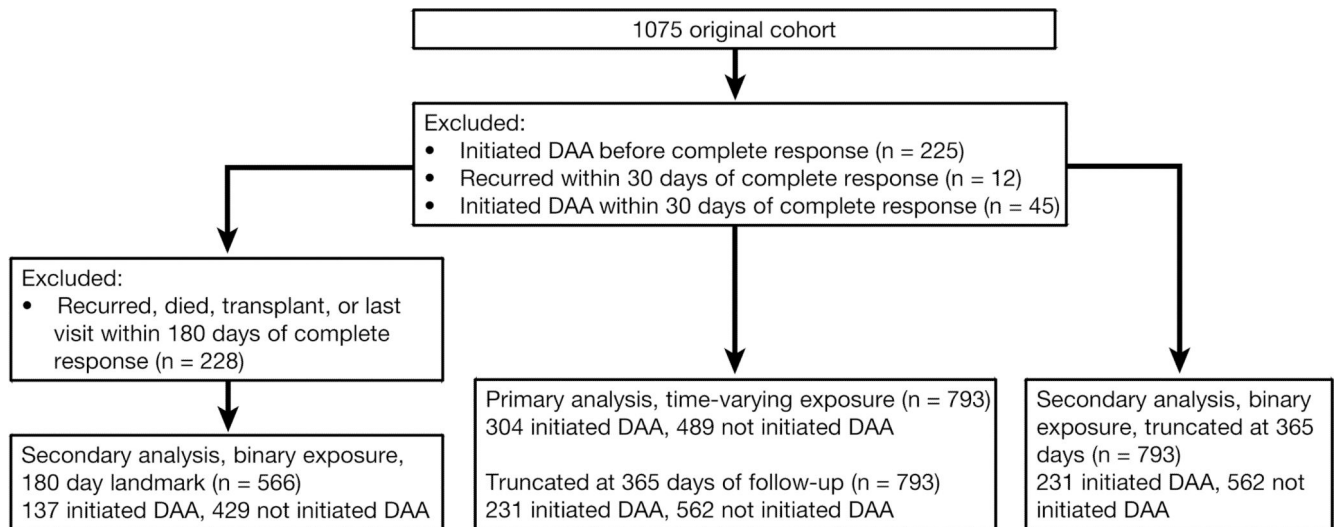 1075 original cohort
Excluded:
• Initiated DAA before complete response (n = 225)
• Recurred within 30 days of complete response (n = 12)
• Initiated DAA within 30 days of complete response (n = 45)
Excluded:
• Recurred, died, transplant, or last
visit within 180 days of complete
response (n = 228)
Secondary analysis, binary exposure,
180 day landmark (n = 566)
137 initiated DAA, 429 not initiated DAA
Primary analysis, time-varying exposure (n = 793)
304 initiated DAA, 489 not initiated DAA
Truncated at 365 days of follow-up (n = 793)
231 initiated DAA, 562 not initiated DAA
Secondary analysis, binary
exposure, truncated at 365
days (n = 793)
231 initiated DAA, 562 not
initiated DAA